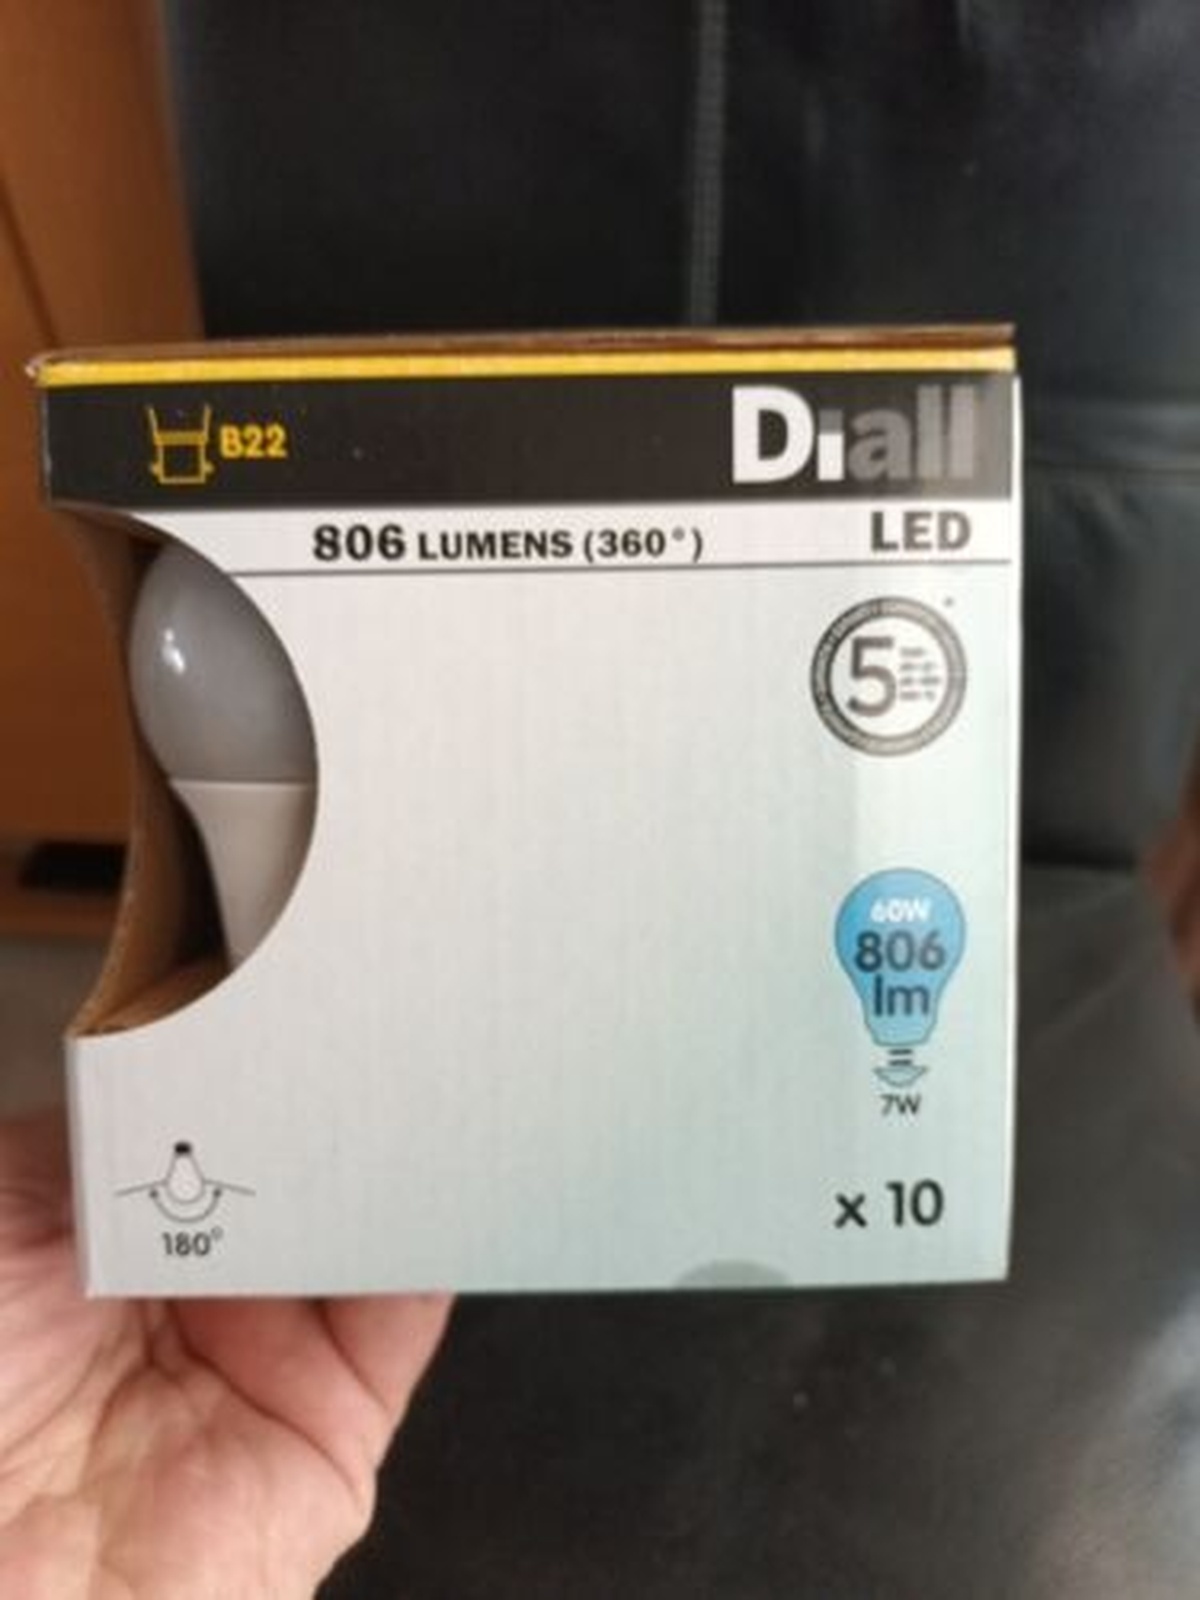 B22
Diall
806 LUMENS (360°)
LED
5
60W
806
lm
=
7W
180°
x 10